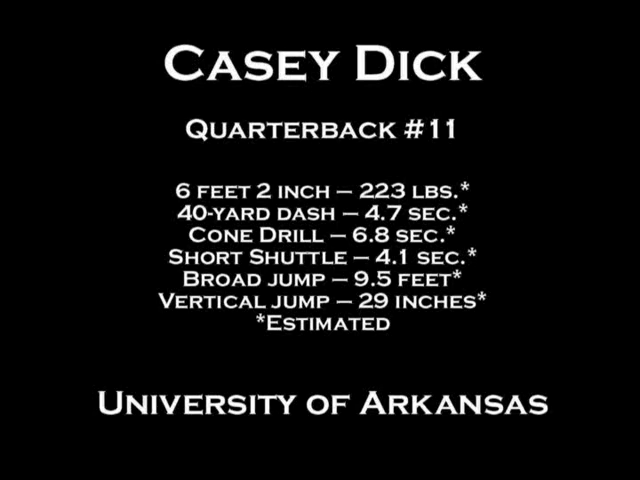 Casey Dick
Quarterback #11
6 feet 2 inch – 223 lbs.*
40-yard dash – 4.7 sec.*
Cone Drill – 6.8 sec.*
Short Shuttle – 4.1 sec.*
Broad jump – 9.5 feet*
Vertical jump – 29 inches*
*Estimated
University of Arkansas